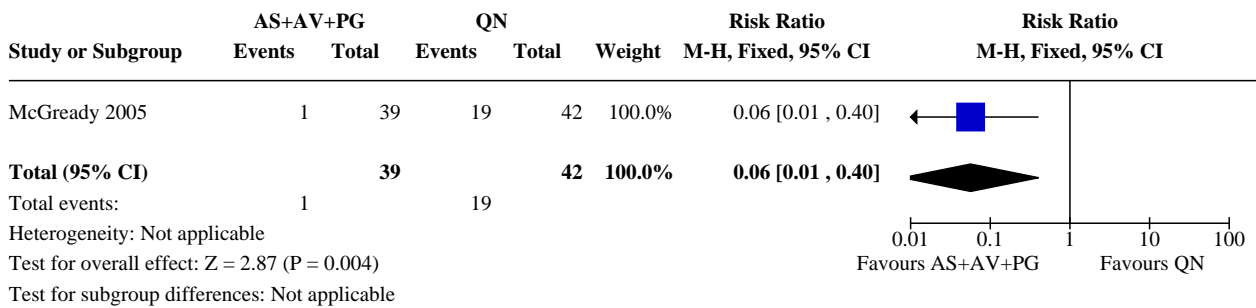 AS+AV+PG QN Risk Ratio Risk Ratio
Study or Subgroup Events Total Events Total Weight M-H, Fixed, 95% CI M-H, Fixed, 95% CI
McGready 2005 1 39 19 42 100.0% 0.06 [0.01 , 0.40]
Total (95% CI) 39 42 100.0% 0.06 [0.01 , 0.40]
Total events: 1 19
Heterogeneity: Not applicable
0.01 0.1 1 10 100
Test for overall effect: Z = 2.87 (P = 0.004)
Favours AS+AV+PG Favours QN
Test for subgroup differences: Not applicable